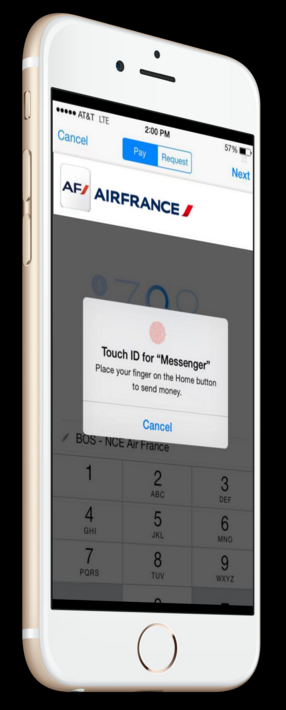 ●●●●● AT&T LTE 2:00 PM 57%
Cancel Pay Request Next
AF/ AIRFRANCE
Touch ID for “Messenger”
Place your finger on the Home button
to send money.
Cancel
BOS - NCE Air France
1 2 3
ABC DEF
4 5 6
GHI JKL MNO
7 8 9
PQRS TUV WXYZ